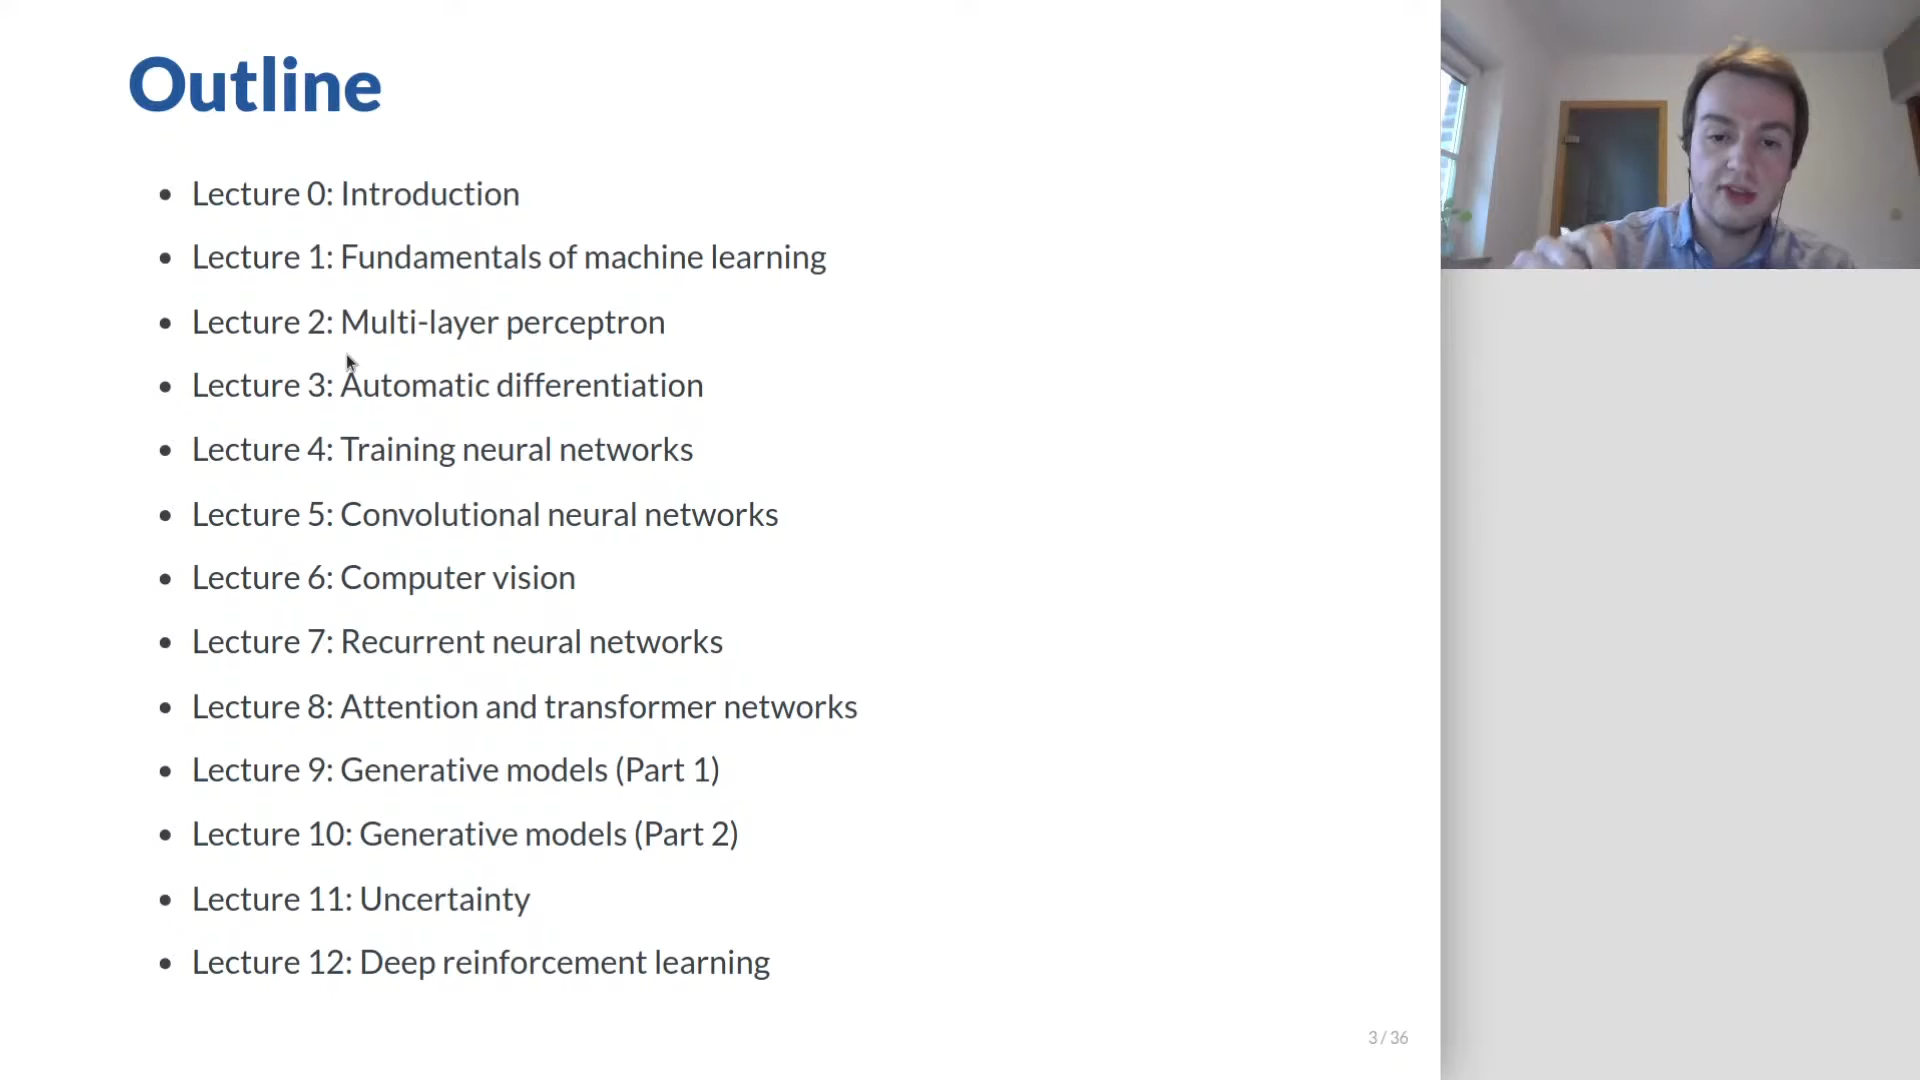 Outline
• Lecture 0: Introduction
• Lecture 1: Fundamentals of machine learning
• Lecture 2: Multi-layer perceptron
• Lecture 3: Automatic differentiation
• Lecture 4: Training neural networks
• Lecture 5: Convolutional neural networks
• Lecture 6: Computer vision
• Lecture 7: Recurrent neural networks
• Lecture 8: Attention and transformer networks
• Lecture 9: Generative models (Part 1)
• Lecture 10: Generative models (Part 2)
• Lecture 11: Uncertainty
• Lecture 12: Deep reinforcement learning
3 / 36